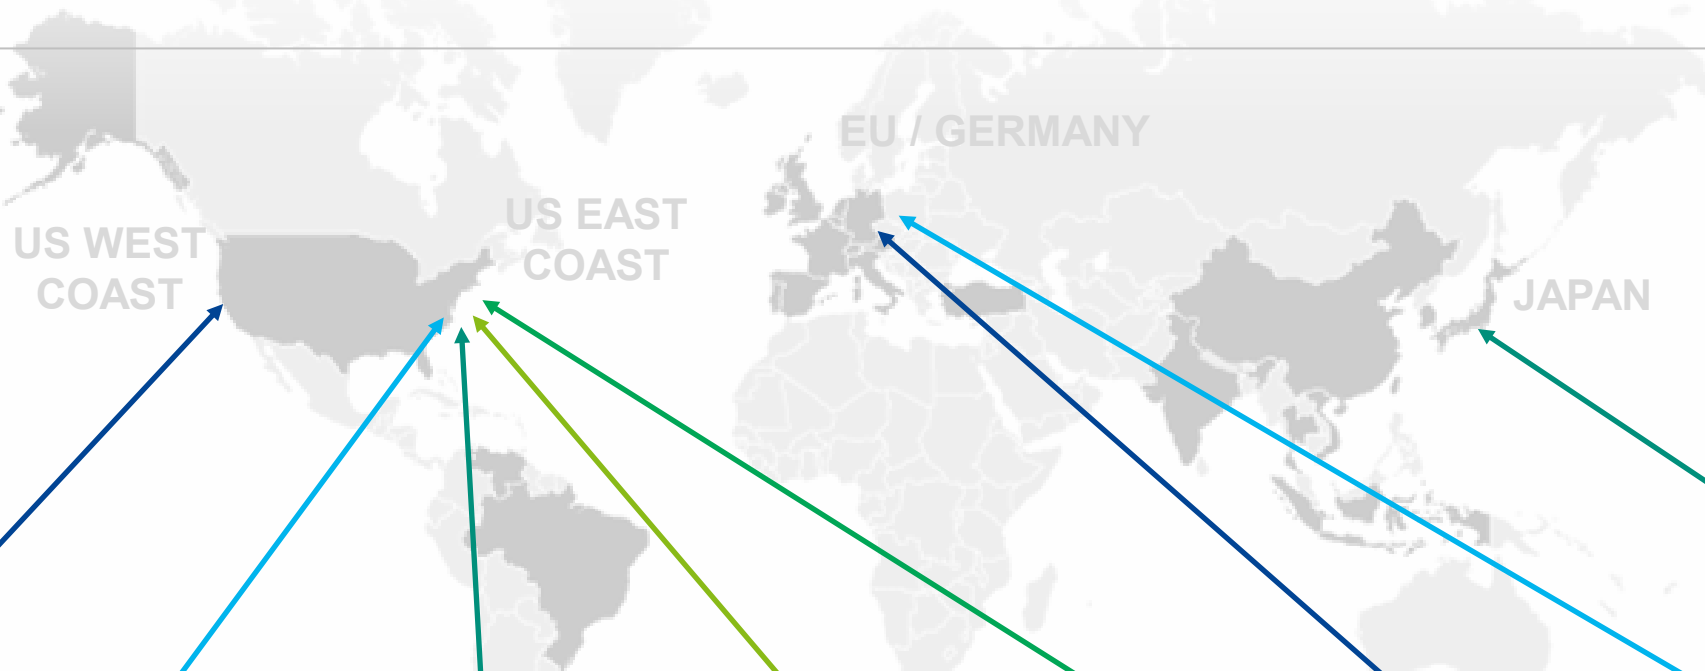 EU / GERMANY
US EAST
COAST
US WEST
COAST
JAPAN